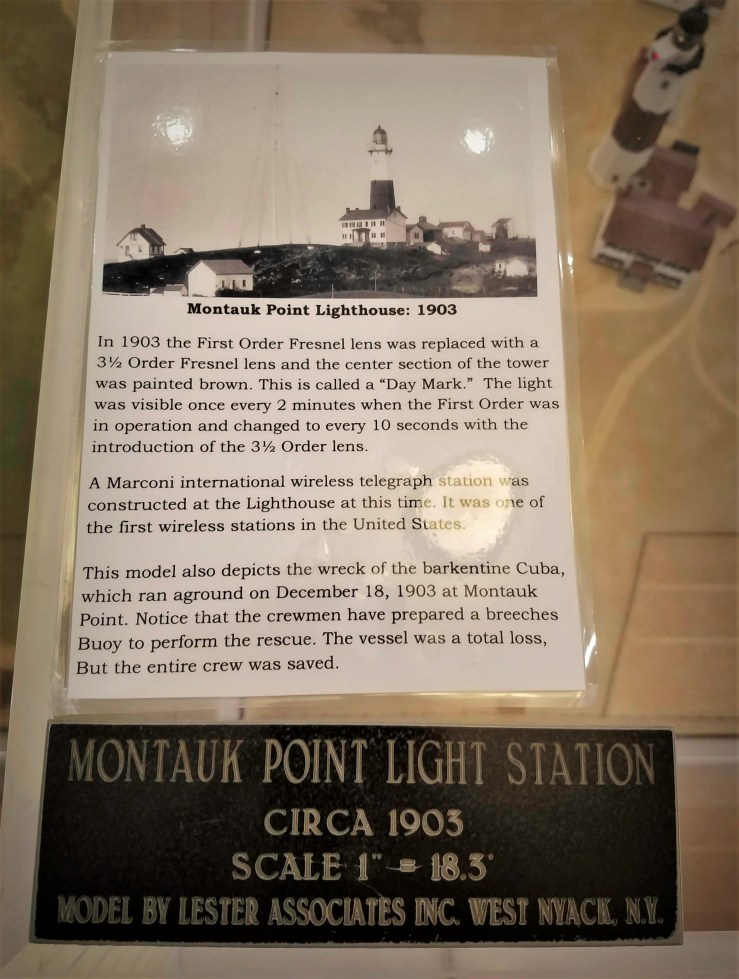 Montauk Point Lighthouse: 1903
In 1903 the First Order Fresnel lens was replaced with a
3½ Order Fresnel lens and the center section of the tower
was painted brown. This is called a “Day Mark.” The light
was visible once every 2 minutes when the First Order was
in operation and changed to every 10 seconds with the
introduction of the 3½ Order lens.
A Marconi international wireless telegraph station was
constructed at the Lighthouse at this time. It was one of
the first wireless stations in the United States.
This model also depicts the wreck of the barkentine Cuba,
which ran aground on December 18, 1903 at Montauk
Point. Notice that the crewmen have prepared a breeches
Buoy to perform the rescue. The vessel was a total loss,
But the entire crew was saved.
MONTAUK POINT LIGHT STATION
CIRCA 1903
SCALE 1" = 18.3'
MODEL BY LESTER ASSOCIATES INC. WEST NYACK, N.Y.